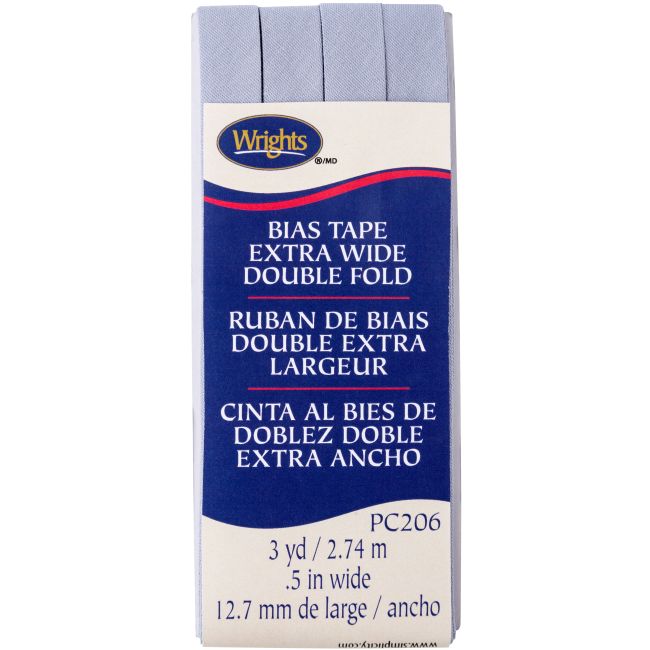 Wrights
®/MD
BIAS TAPE
EXTRA WIDE
DOUBLE FOLD
RUBAN DE BIAIS
DOUBLE EXTRA
LARGEUR
CINTA AL BIES DE
DOBLEZ DOBLE
EXTRA ANCHO
PC206
3 yd / 2.74 m
.5 in wide
12.7 mm de large / ancho
www.simplicity.com